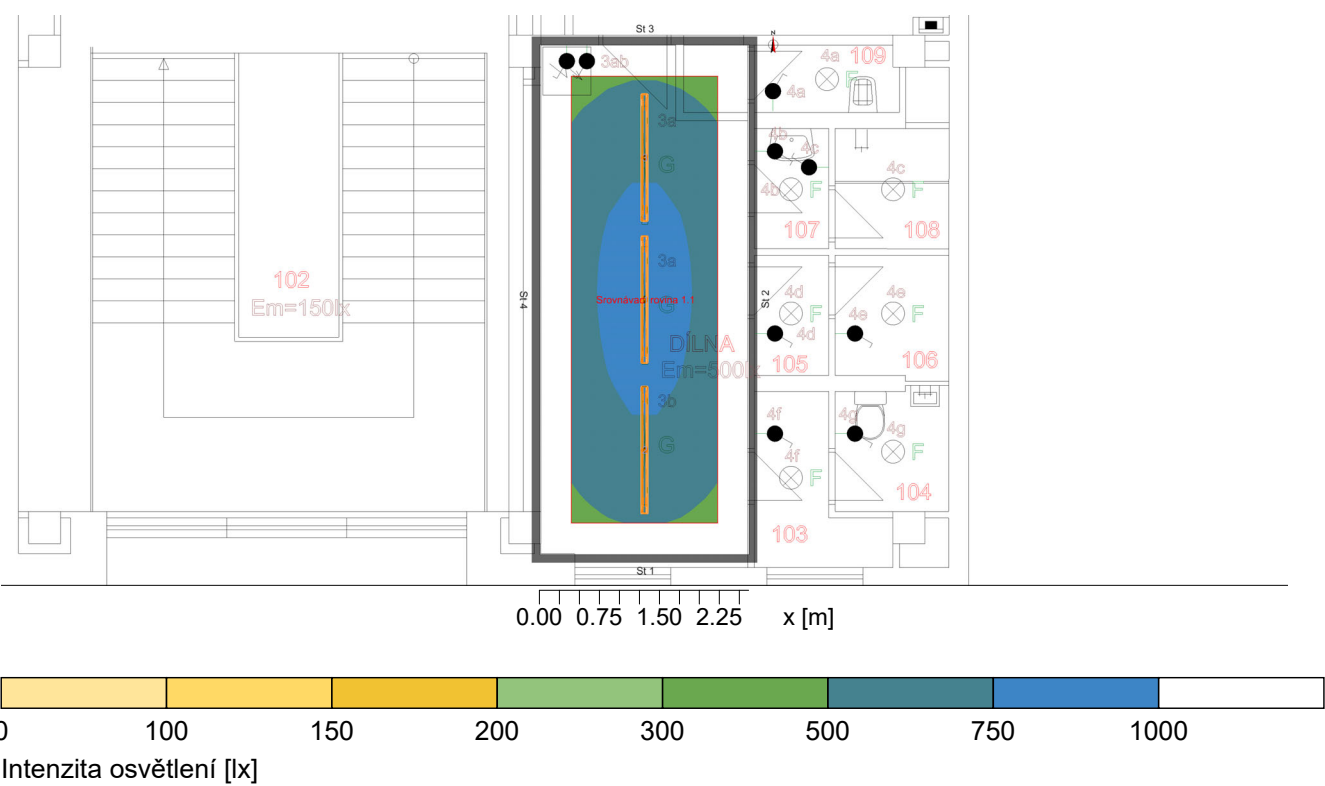 St 3
N
3ab
4a
109
F
4a
3a
G
4b
4c
4c
4b
F
F
107
108
102
Em=150lx
3a
G
Srovnávací rovina 1.1
St 4
St 2
DÍLNA
Em=500lx
4d
F
4d
105
4e
F
4e
106
3b
G
4f
4f
F
103
4g
4g
F
104
St 1
0.00 0.75 1.50 2.25 x [m]
0 100 150 200 300 500 750 1000
Intenzita osvětlení [lx]